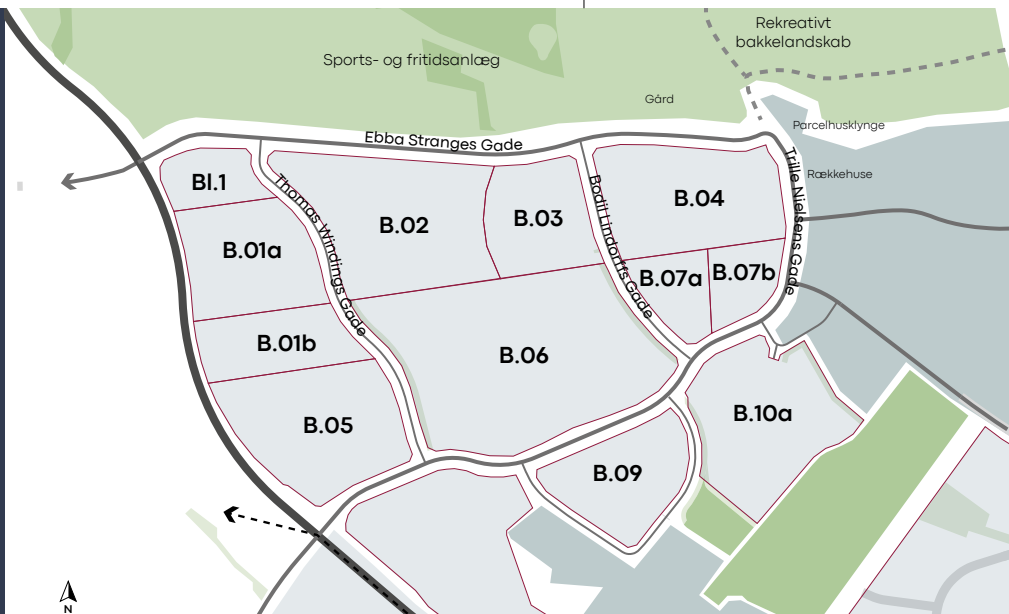 Rekreativt
bakkelandskab
Sports- og fritidsanlæg
Gård
Parcelhusklynge
Ebba Stranges Gade
Rækkehuse
Bl.1
Thomas Windings Gade
B.02
B.03
Bodil Lindorffs Gade
B.04
Trille Nielsens Gade
B.01a
B.07a
B.07b
B.01b
B.06
B.05
B.10a
B.09
N